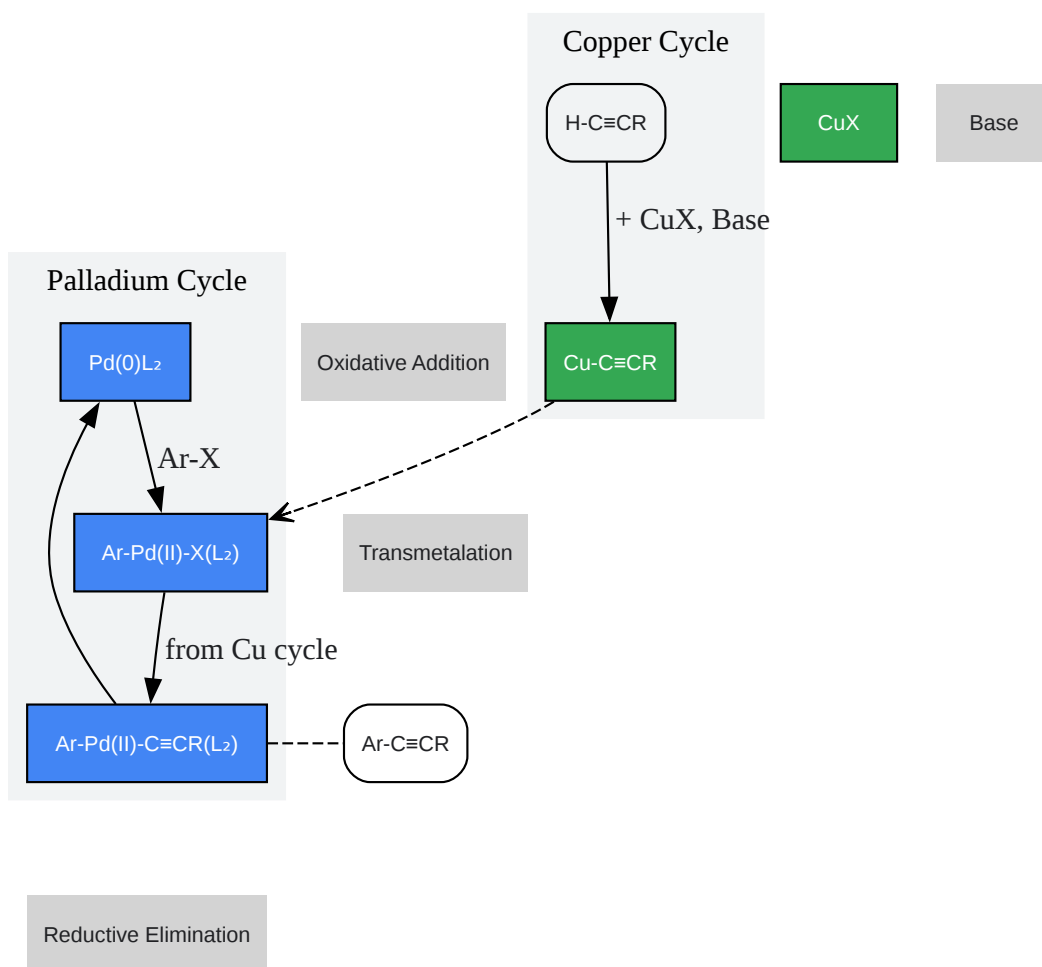 Copper Cycle
H-C≡CR
CuX
Base
+ CuX, Base
Palladium Cycle
Pd(0)L₂
Oxidative Addition
Cu-C≡CR
Ar-X
Ar-Pd(II)-X(L₂)
Transmetalation
from Cu cycle
Ar-Pd(II)-C≡CR(L₂)
Ar-C≡CR
Reductive Elimination